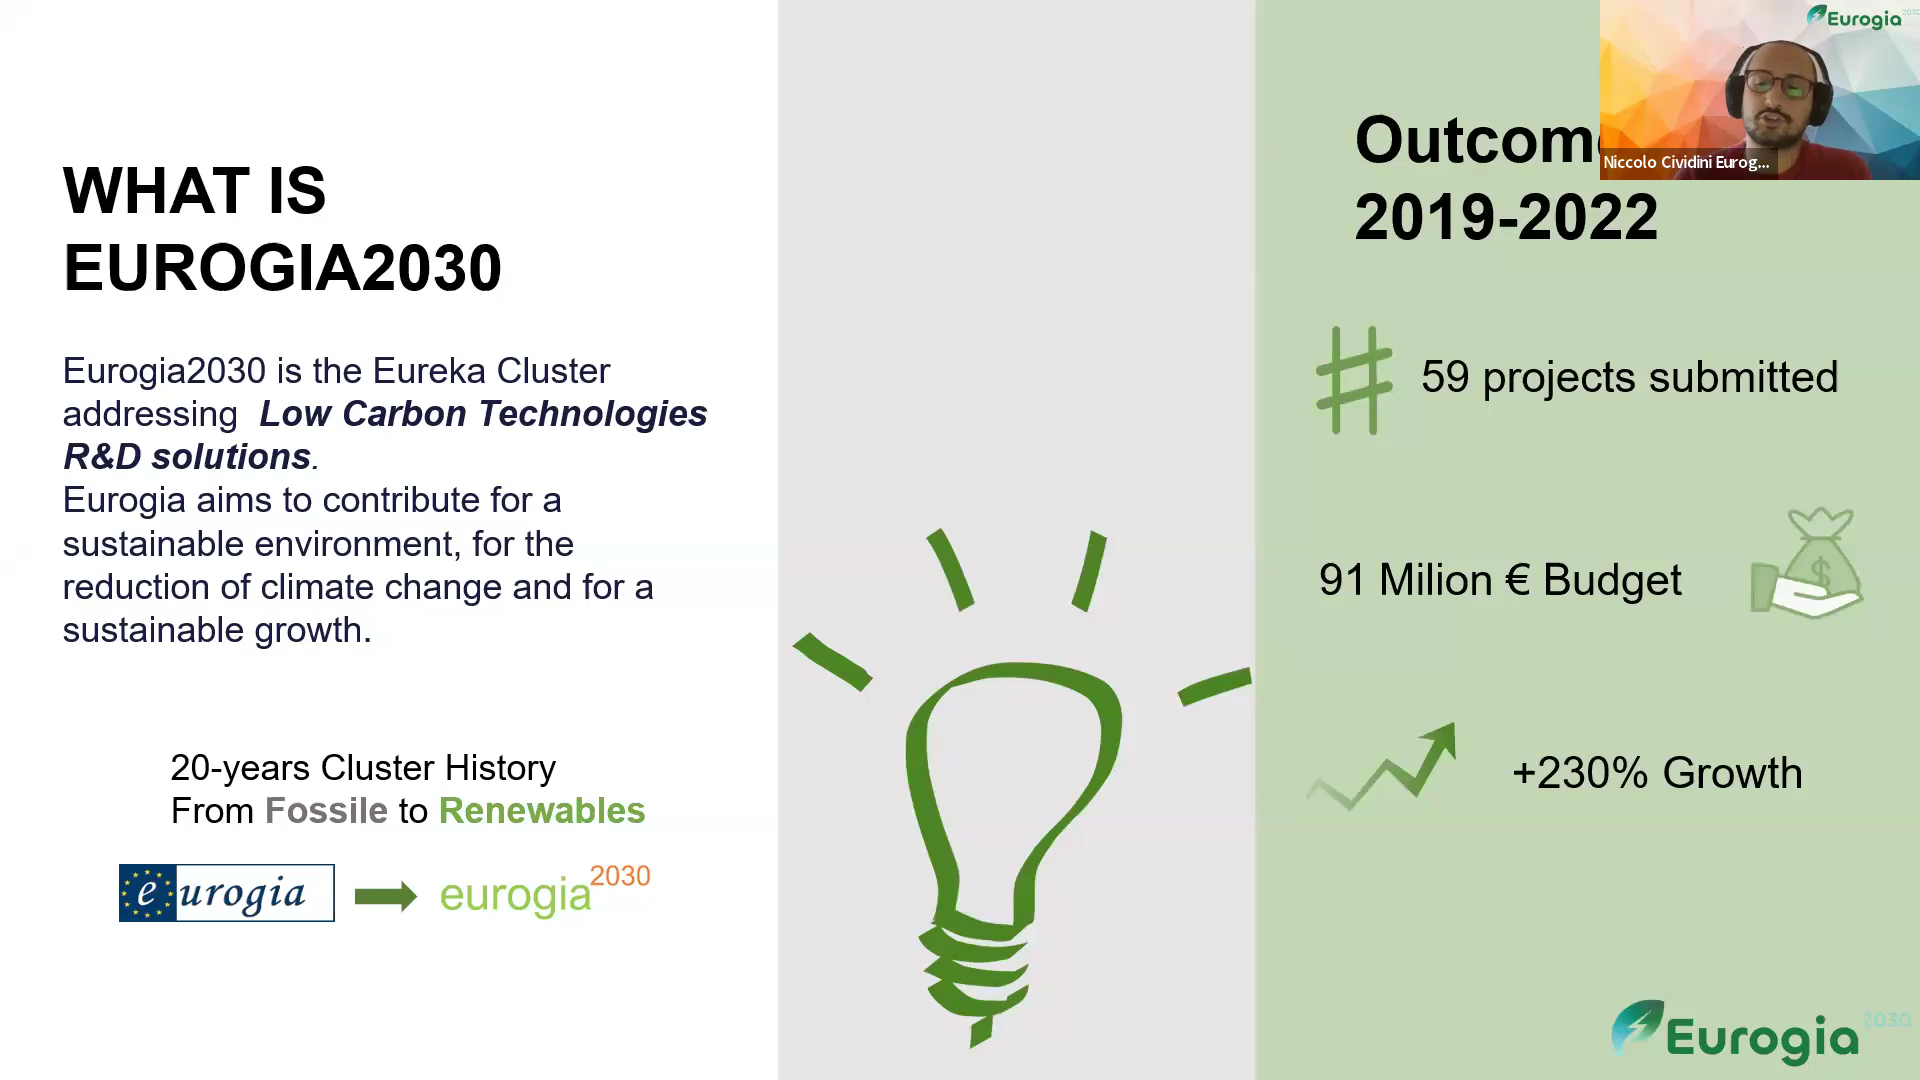 WHAT IS
EUROGIA2030
Eurogia2030 is the Eureka Cluster
addressing Low Carbon Technologies
R&D solutions.
Eurogia aims to contribute for a
sustainable environment, for the
reduction of climate change and for a
sustainable growth.
20-years Cluster History
From Fossile to Renewables
eurogia
eurogia2030
Outcom
2019-2022
59 projects submitted
91 Milion € Budget
$
+230% Growth
Eurogia 2030
Eurogia 2030
Niccolo Cividini Eurog...